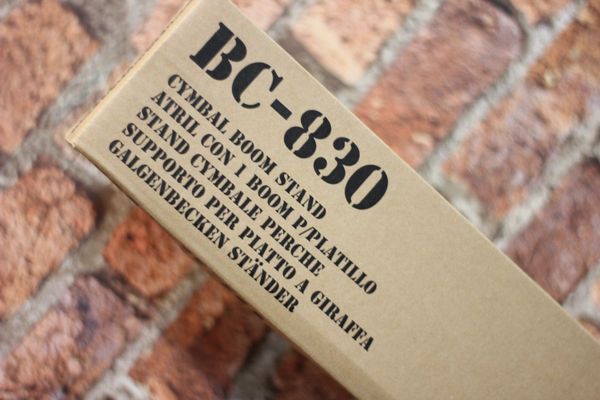 BC-830
CYMBAL BOOM STAND
ATRIL CON 1 BOOM P/PLATILLO
STAND CYMBALE PERCHE
SUPPORTO PER PIATTO A GIRAFFA
GALGENBECKEN STÄNDER